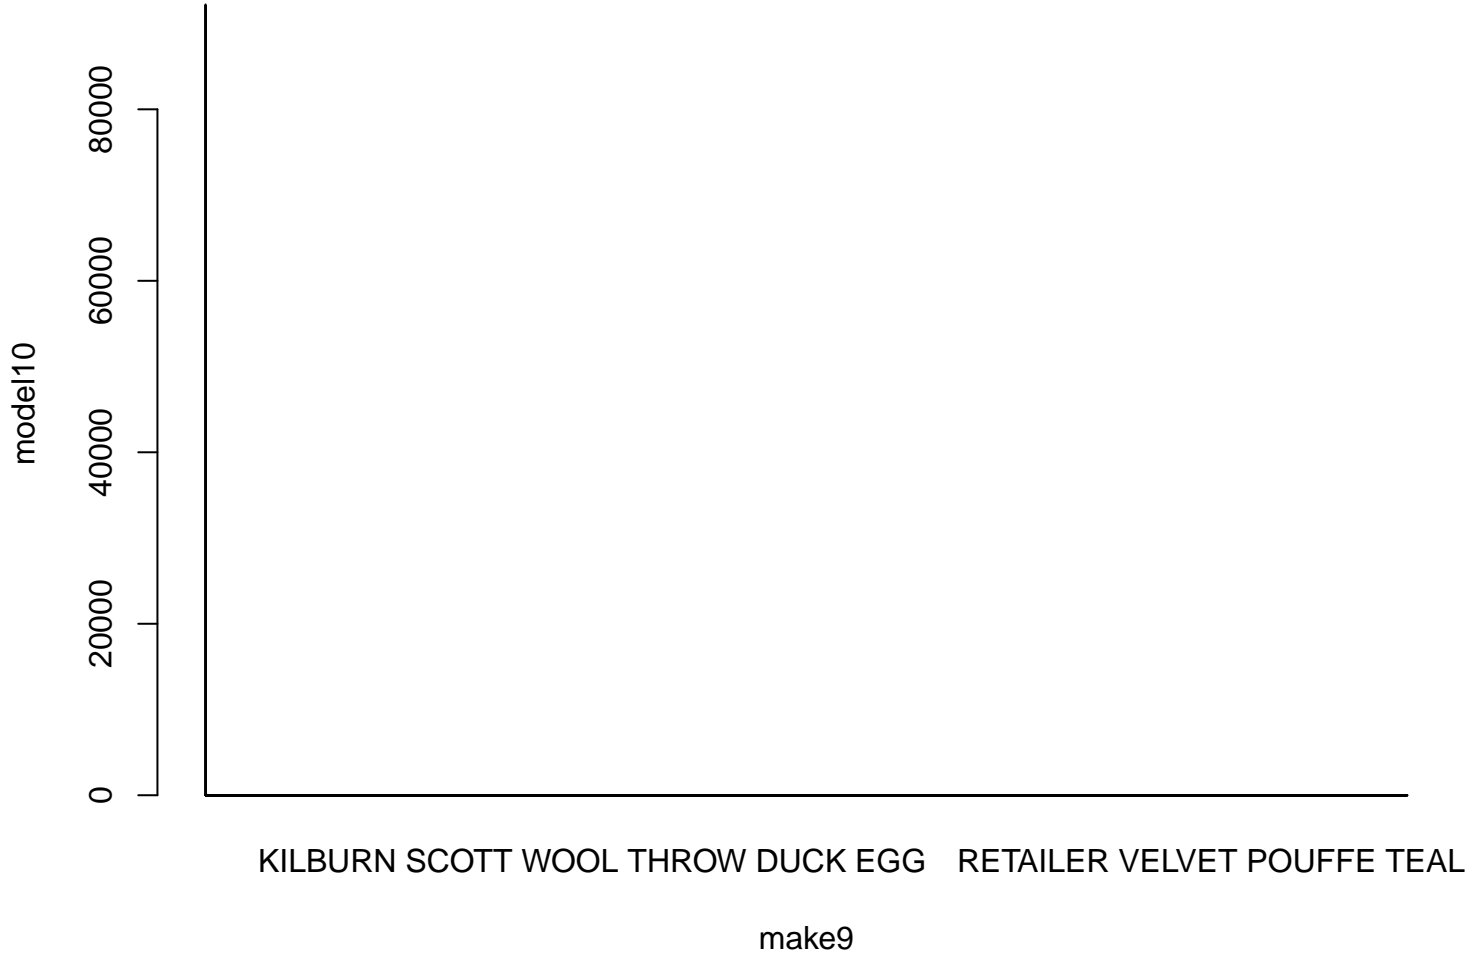 80000
60000
40000
20000
0
model10
KILBURN SCOTT WOOL THROW DUCK EGG RETAILER VELVET POUFFE TEAL
make9